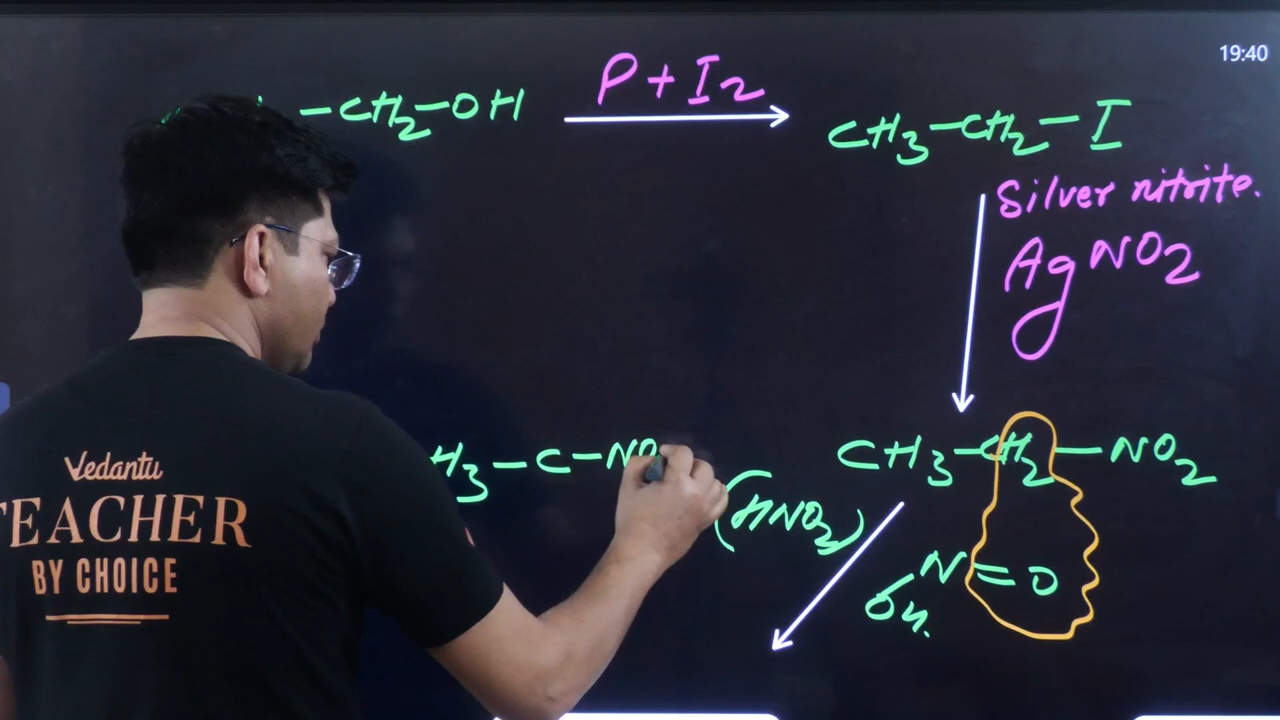 19:40
–CH2–OH
P + I2
CH3–CH2–I
Silver nitrite.
AgNO2
H3–C–NO
CH3–CH2–NO2
(HNO2)
N=O
OH
Vedantu
TEACHER
BY CHOICE